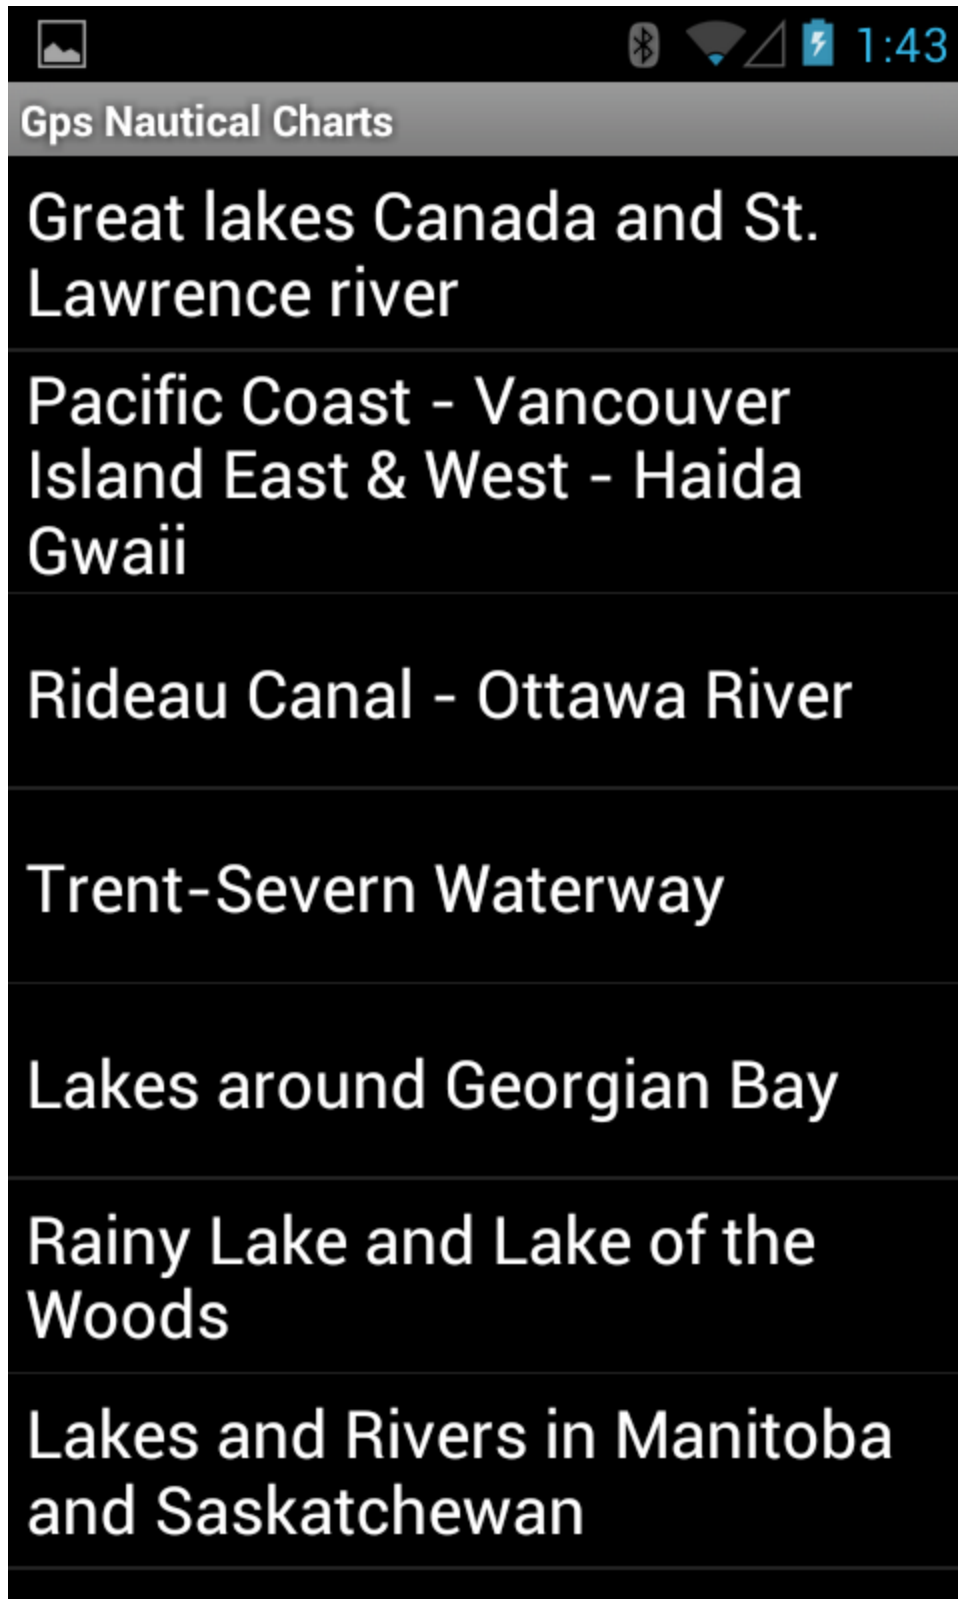 1:43
Gps Nautical Charts
Great lakes Canada and St.
Lawrence river
Pacific Coast - Vancouver
Island East & West - Haida
Gwaii
Rideau Canal - Ottawa River
Trent-Severn Waterway
Lakes around Georgian Bay
Rainy Lake and Lake of the
Woods
Lakes and Rivers in Manitoba
and Saskatchewan